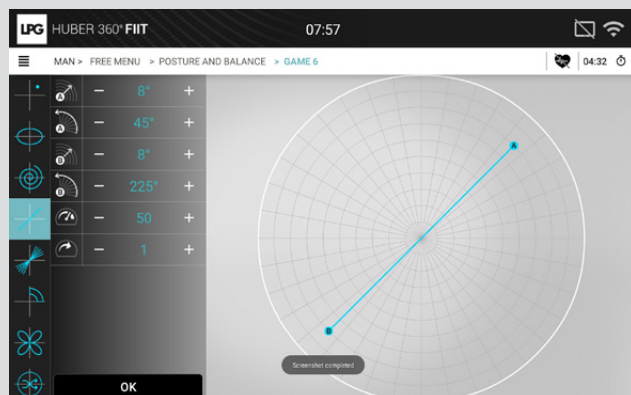 LPG HUBER 360° FIIT 07:57
MAN > FREE MENU > POSTURE AND BALANCE > GAME 6 04:32
A − 8° +
A − 45° +
B − 8° +
B − 225° +
− 50 +
− 1 +
OK
A
B
Screenshot completed